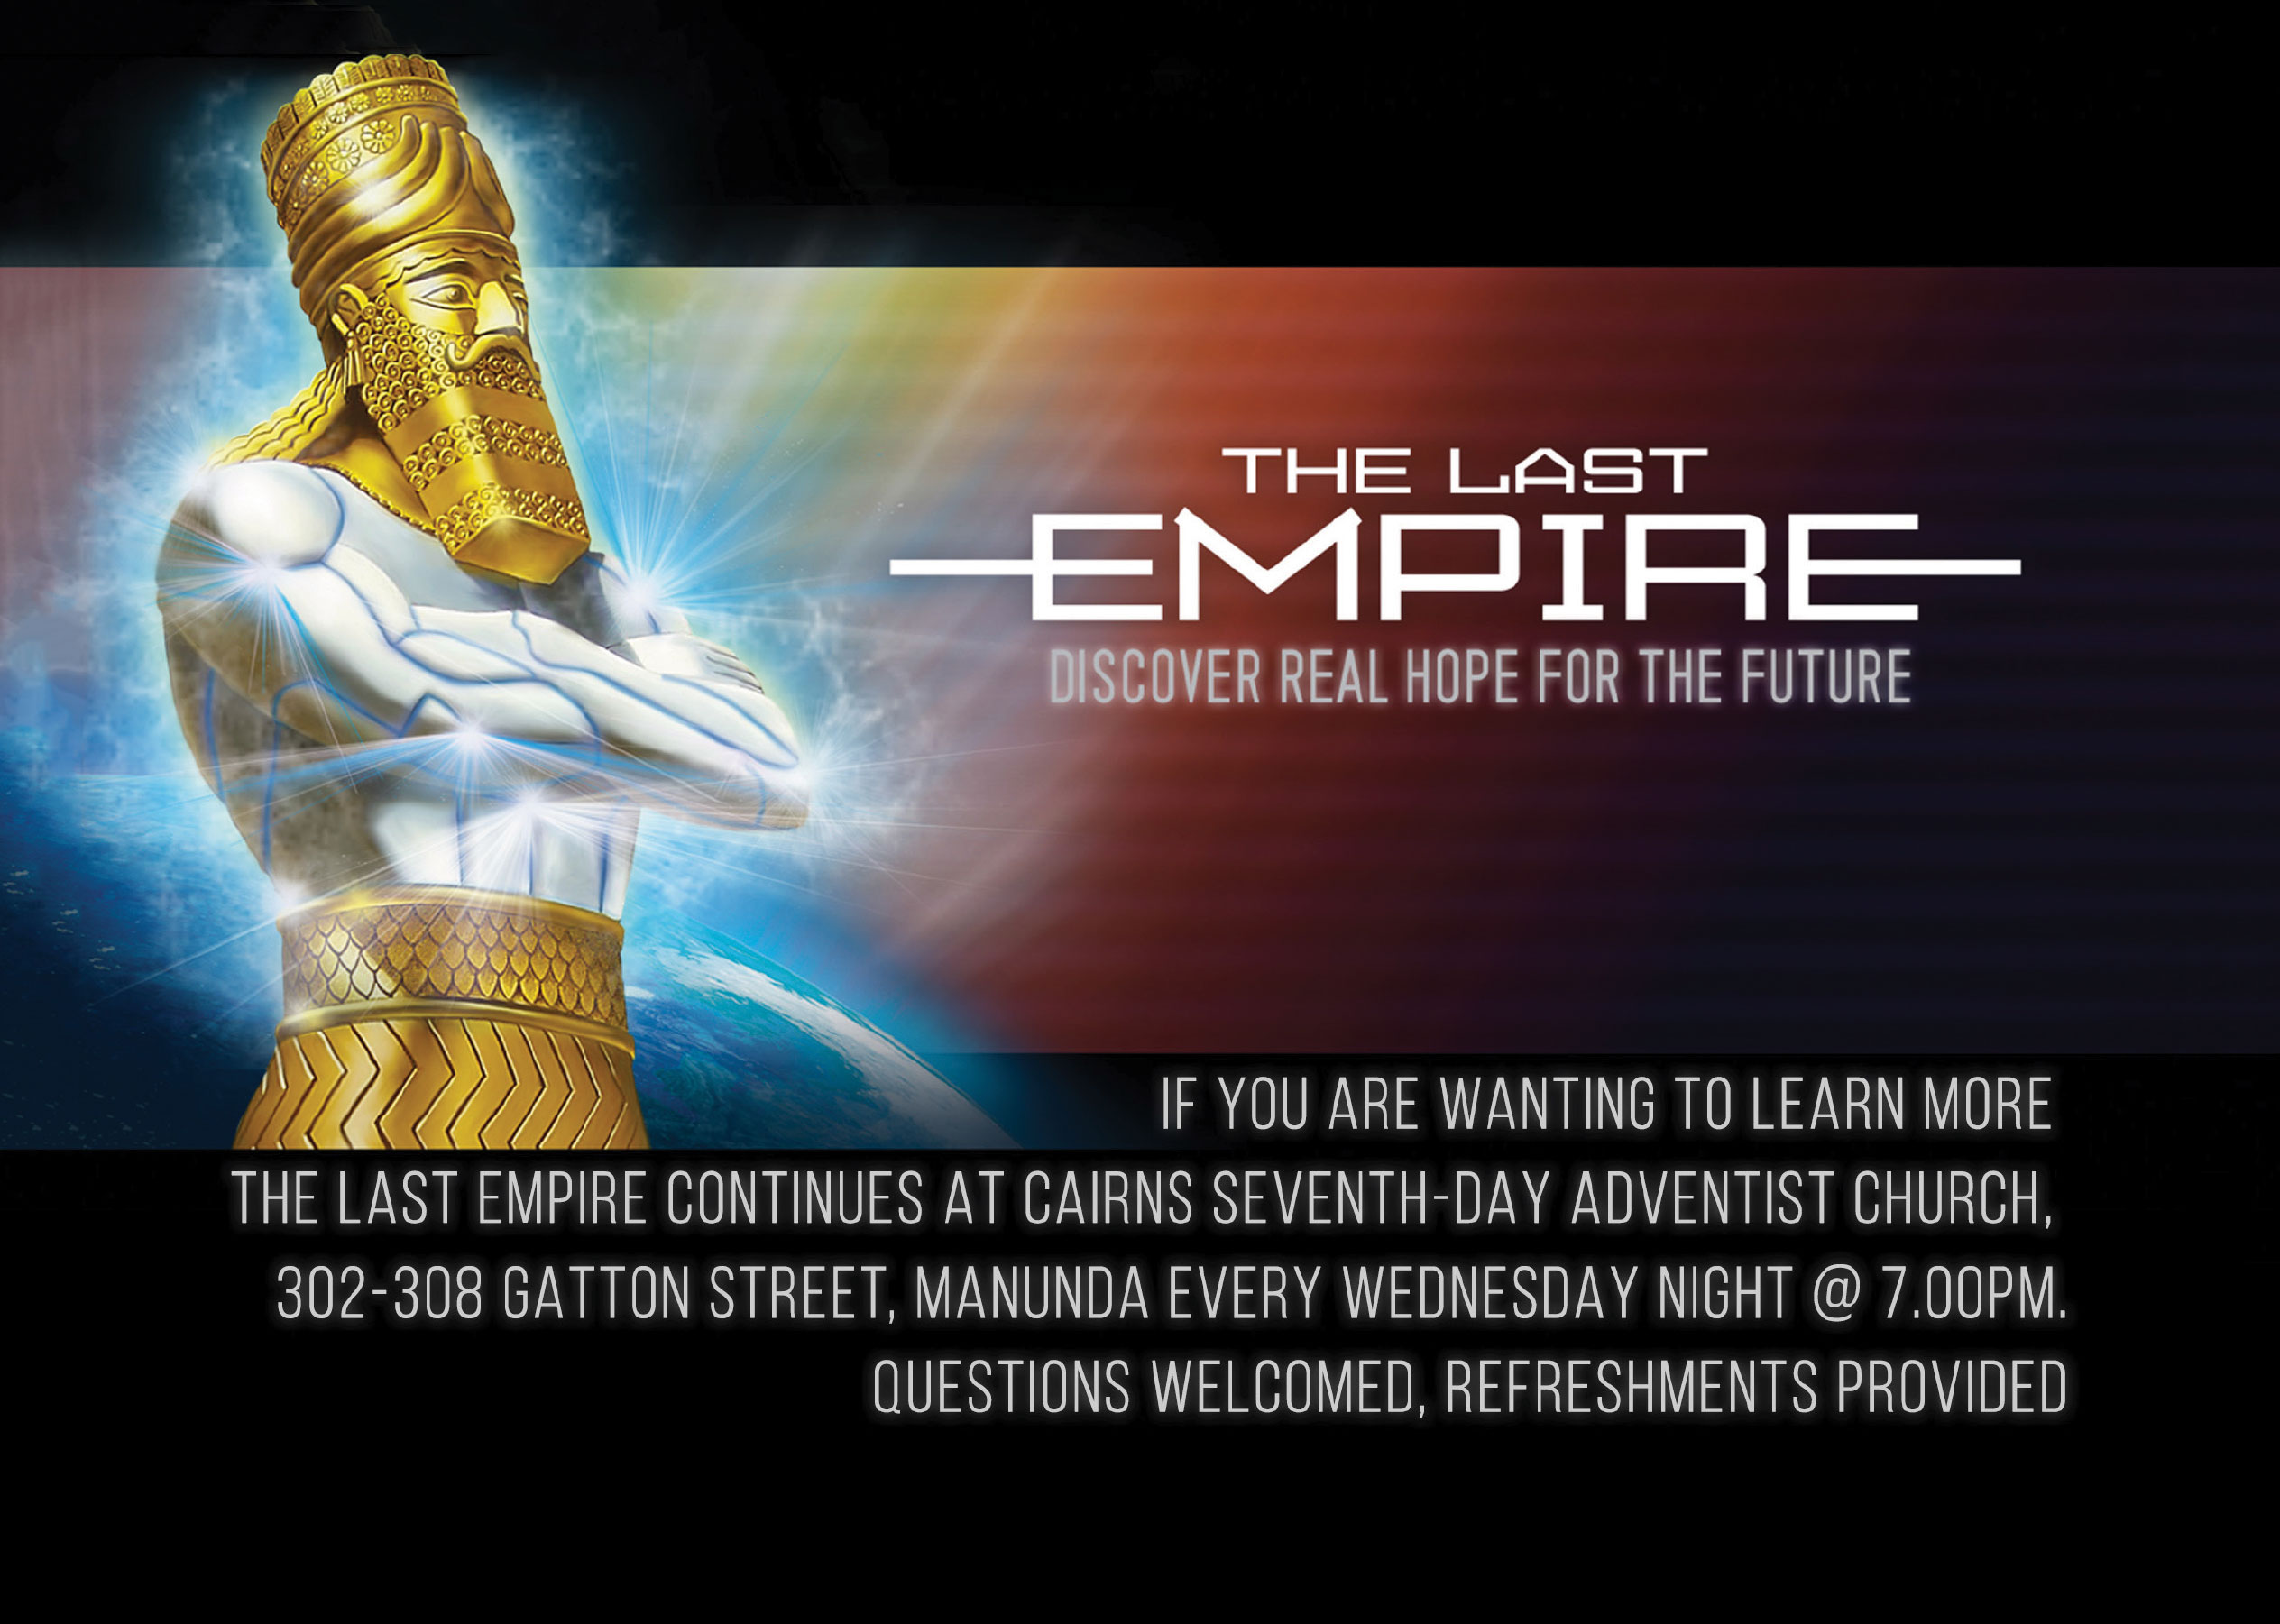 THE LAST
EMPIRE
DISCOVER REAL HOPE FOR THE FUTURE
IF YOU ARE WANTING TO LEARN MORE
THE LAST EMPIRE CONTINUES AT CAIRNS SEVENTH-DAY ADVENTIST CHURCH,
302-308 GATTON STREET, MANUNDA EVERY WEDNESDAY NIGHT @ 7.00PM.
QUESTIONS WELCOMED, REFRESHMENTS PROVIDED